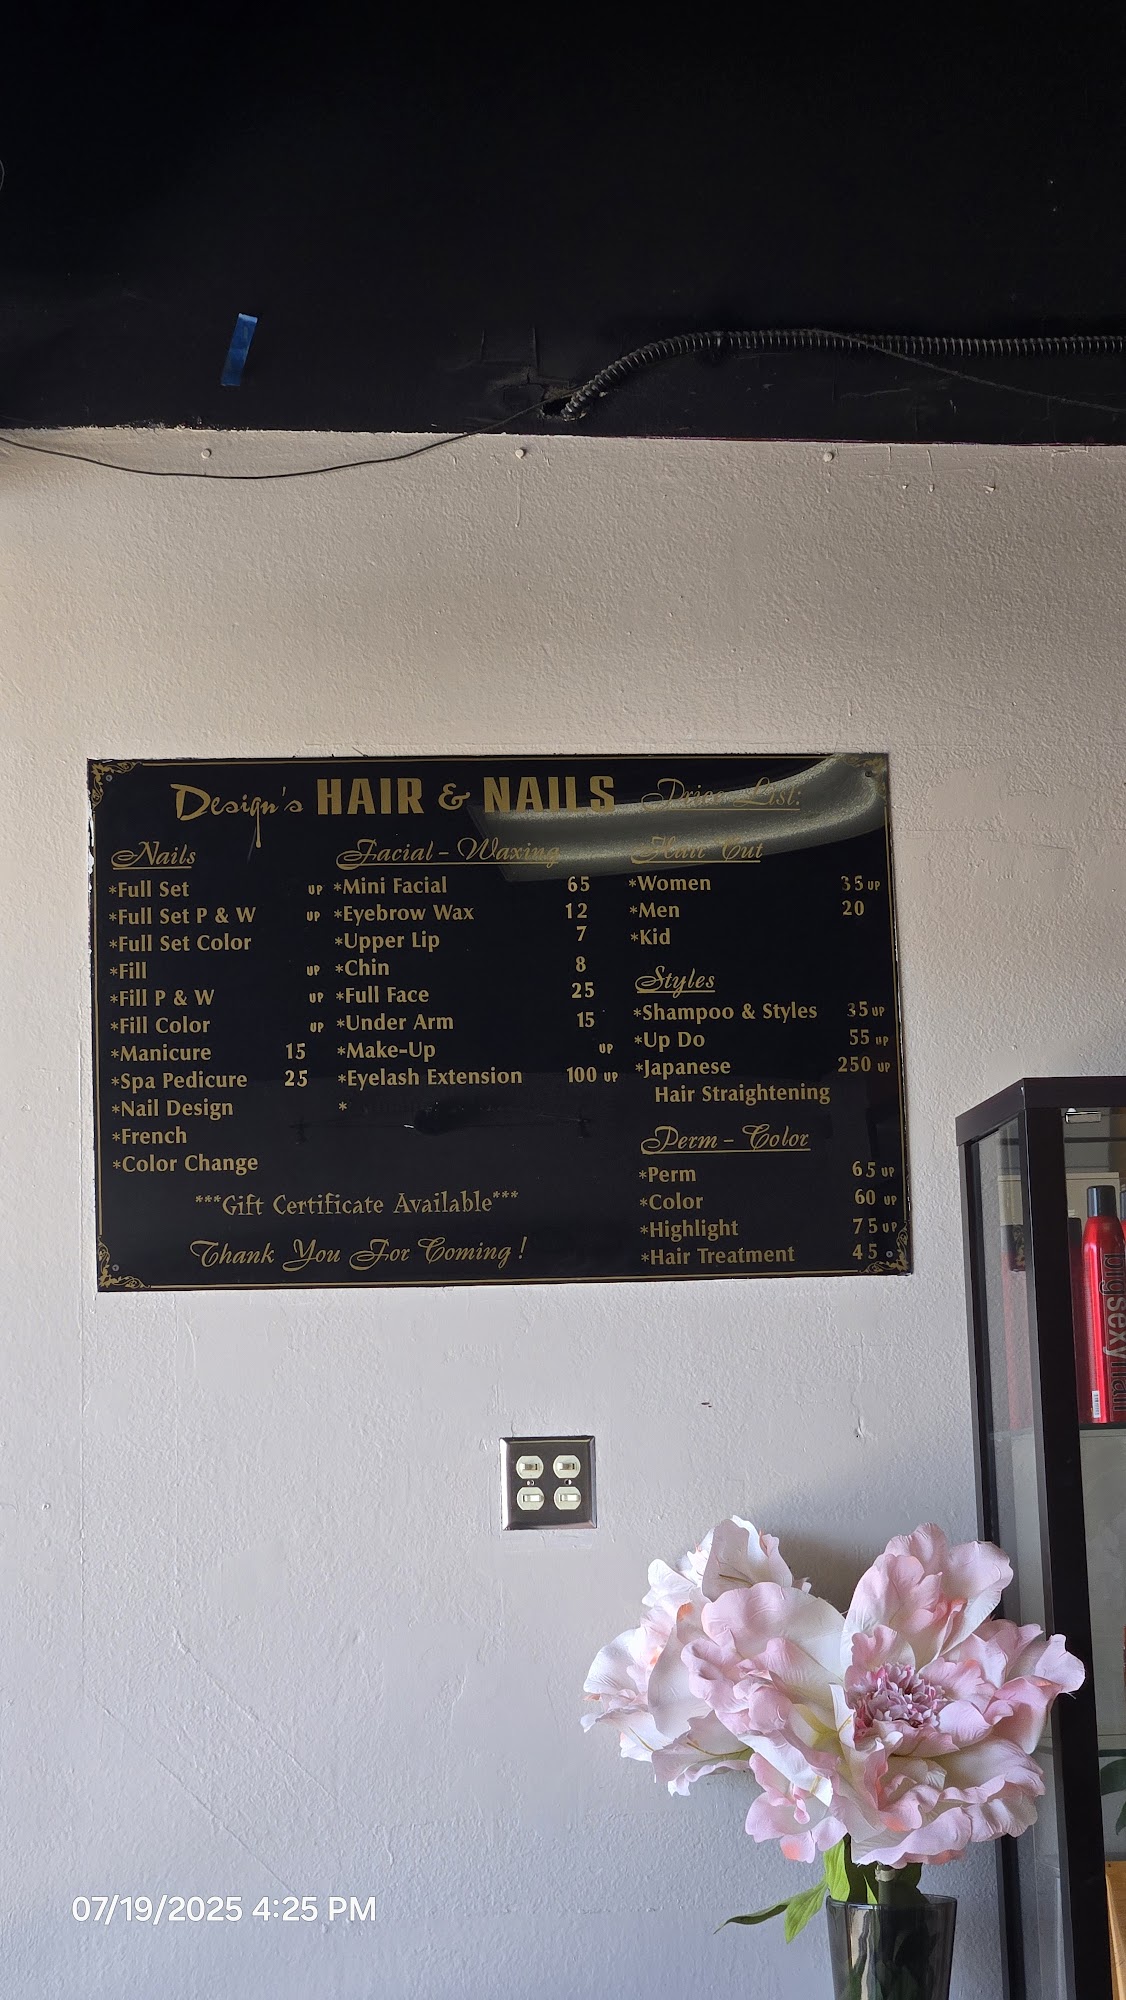 Design's HAIR & NAILS Price List:
Nails
*Full Set UP
*Full Set P & W UP
*Full Set Color
*Fill UP
*Fill P & W UP
*Fill Color UP
*Manicure 15
*Spa Pedicure 25
*Nail Design
*French
*Color Change
Facial - Waxing
*Mini Facial 65
*Eyebrow Wax 12
*Upper Lip 7
*Chin 8
*Full Face 25
*Under Arm 15
*Make-Up UP
*Eyelash Extension 100 UP
*
Hair Cut
*Women 35 UP
*Men 20
*Kid
Styles
*Shampoo & Styles 35 UP
*Up Do 55 UP
*Japanese 250 UP
Hair Straightening
Perm - Color
*Perm 65 UP
*Color 60 UP
*Highlight 75 UP
*Hair Treatment 45
***Gift Certificate Available***
Thank You For Coming!
bigsexyhair
07/19/2025 4:25 PM